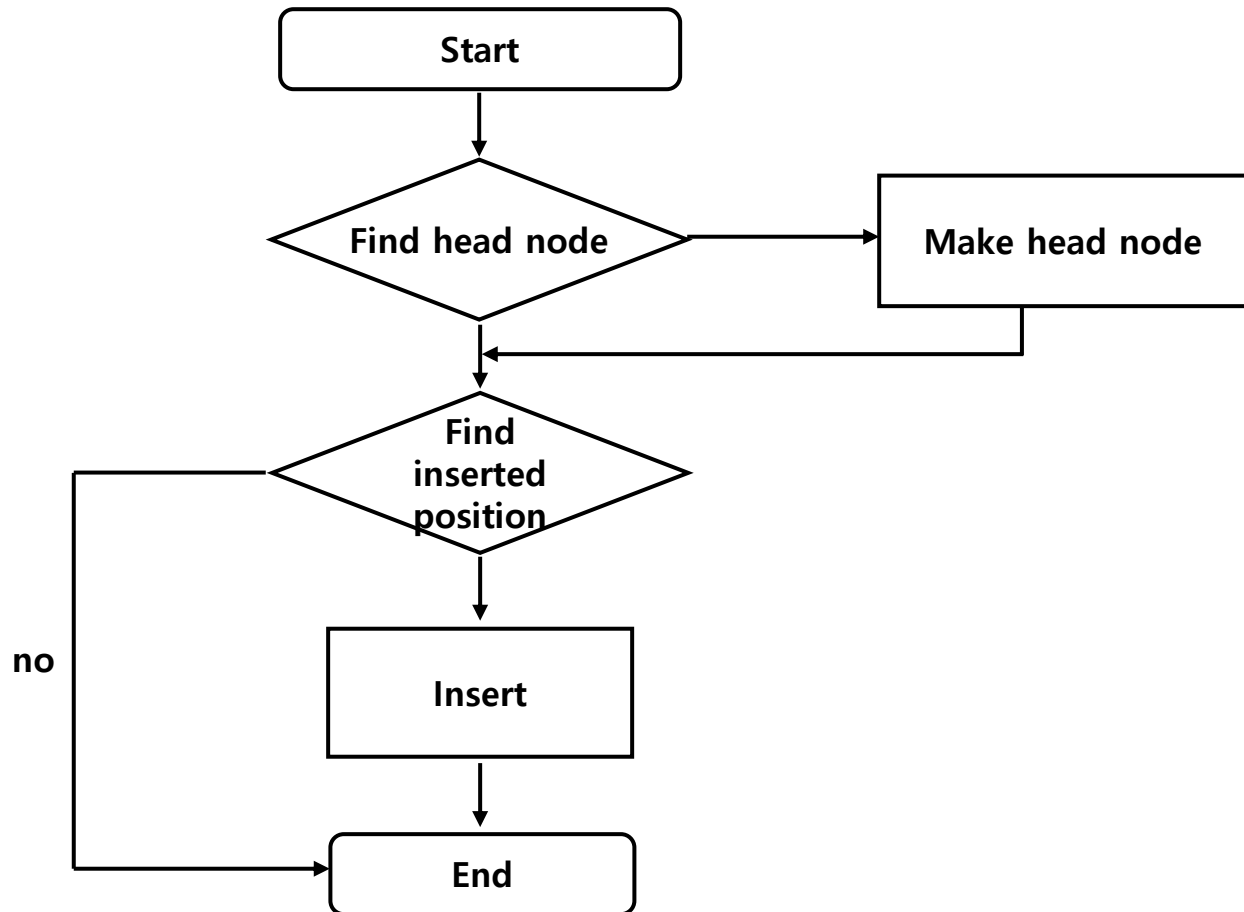 Start
Find head node
Make head node
Find
inserted
position
no
Insert
End